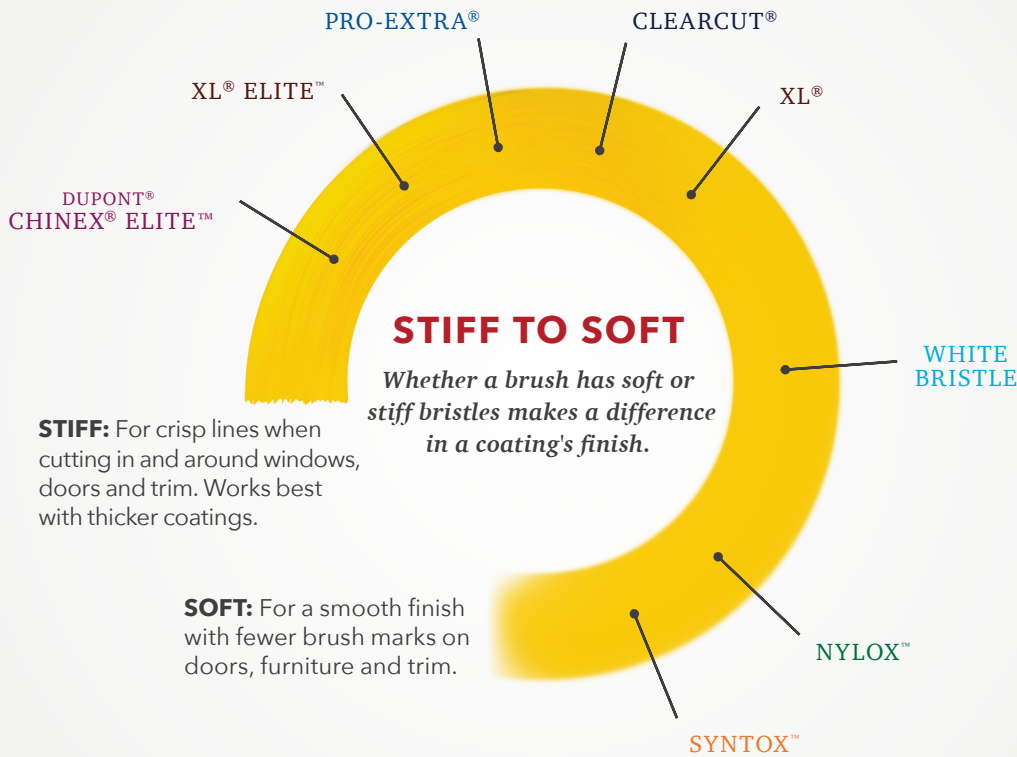 PRO-EXTRA®
CLEARCUT®
XL® ELITE™
XL®
DUPONT®
CHINEX® ELITE™
STIFF TO SOFT
Whether a brush has soft or
stiff bristles makes a difference
in a coating's finish.
WHITE
BRISTLE
STIFF: For crisp lines when
cutting in and around windows,
doors and trim. Works best
with thicker coatings.
SOFT: For a smooth finish
with fewer brush marks on
doors, furniture and trim.
NYLOX™
SYNTOX™